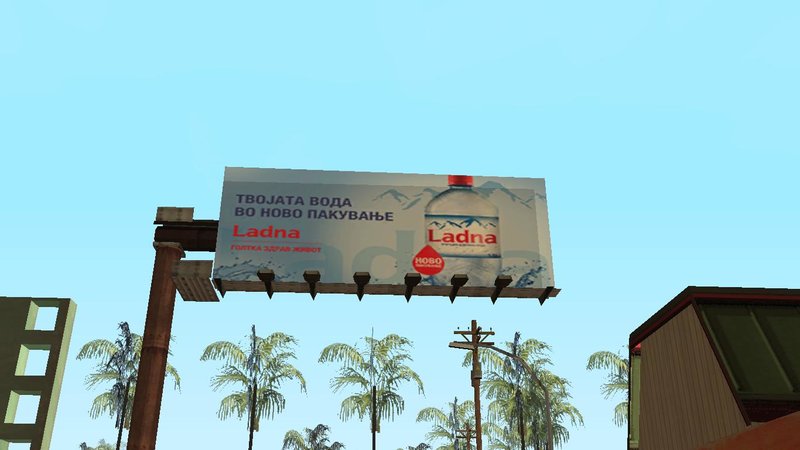 ТВОЈАТА ВОДА
ВО НОВО ПАКУВАЊЕ
Ladna
ГОЛТКА ЗДРАВ ЖИВОТ
Ladna
НОВО